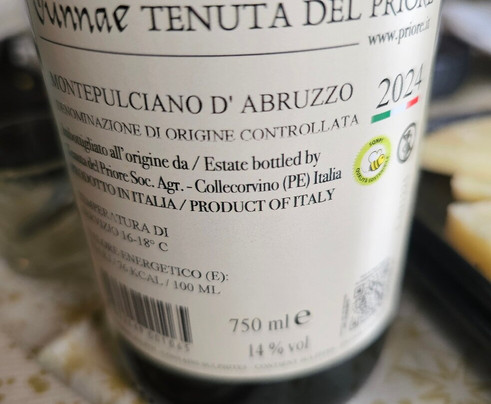 TENUTA DEL PRIORE
www.priore.it
MONTEPULCIANO D' ABRUZZO
2024
DENOMINAZIONE DI ORIGINE CONTROLLATA
all' origine da / Estate bottled by
del Priore Soc. Agr. - Collecorvino (PE) Italia
PRODOTTO IN ITALIA / PRODUCT OF ITALY
TEMPERATURA DI
16-18° C
ENERGETICO (E):
KCAL / 100 ML
750 ml e
14 % vol